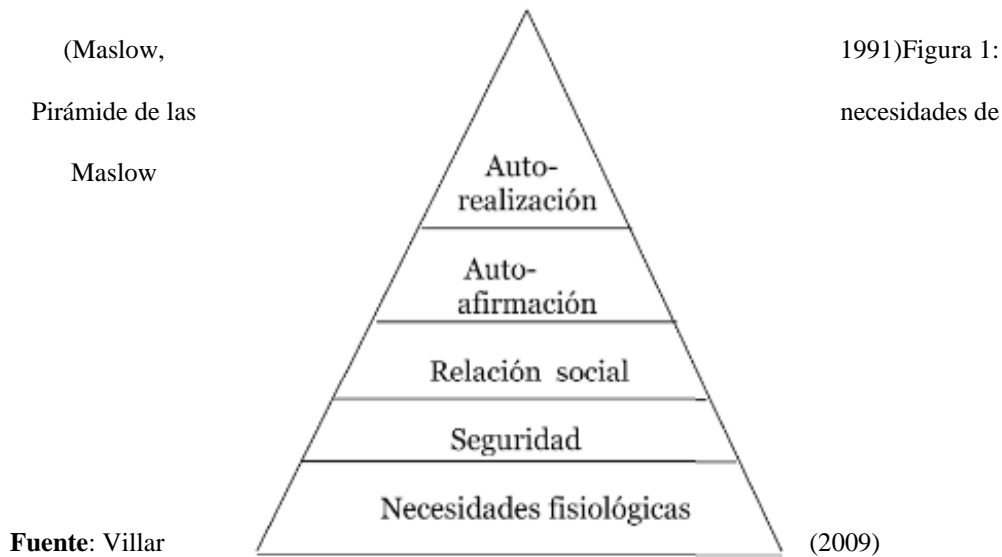 (Maslow, 1991)Figura 1:
Pirámide de las necesidades de
Maslow
Auto-
realización
Auto-
afirmación
Relación social
Seguridad
Necesidades fisiológicas
Fuente: Villar (2009)